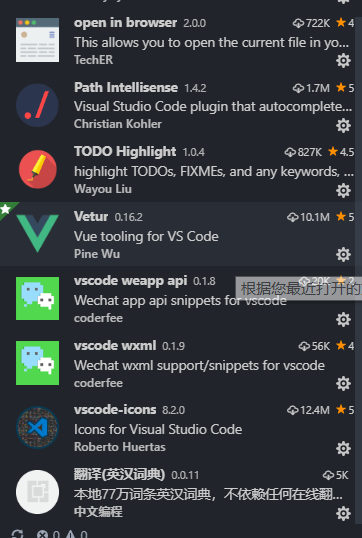 open in browser 2.0.0 722K ★ 4
This allows you to open the current file in yo...
TechER
Path Intellisense 1.4.2 1.7M ★ 5
Visual Studio Code plugin that autocomplete...
Christian Kohler
TODO Highlight 1.0.4 827K ★ 4.5
highlight TODOs, FIXMEs, and any keywords, ...
Wayou Liu
Vetur 0.16.2 10.1M ★ 5
Vue tooling for VS Code
Pine Wu
vscode weapp api 0.1.8 20K ★ 2
根据您最近打开的
Wechat app api snippets for vscode
coderfee
vscode wxml 0.1.9 56K ★ 4
Wechat wxml support/snippets for vscode
coderfee
vscode-icons 8.2.0 12.4M ★ 5
Icons for Visual Studio Code
Roberto Huertas
翻译(英汉词典) 0.0.11 5K
本地77万词条英汉词典，不依赖任何在线翻...
中文编程
0 0